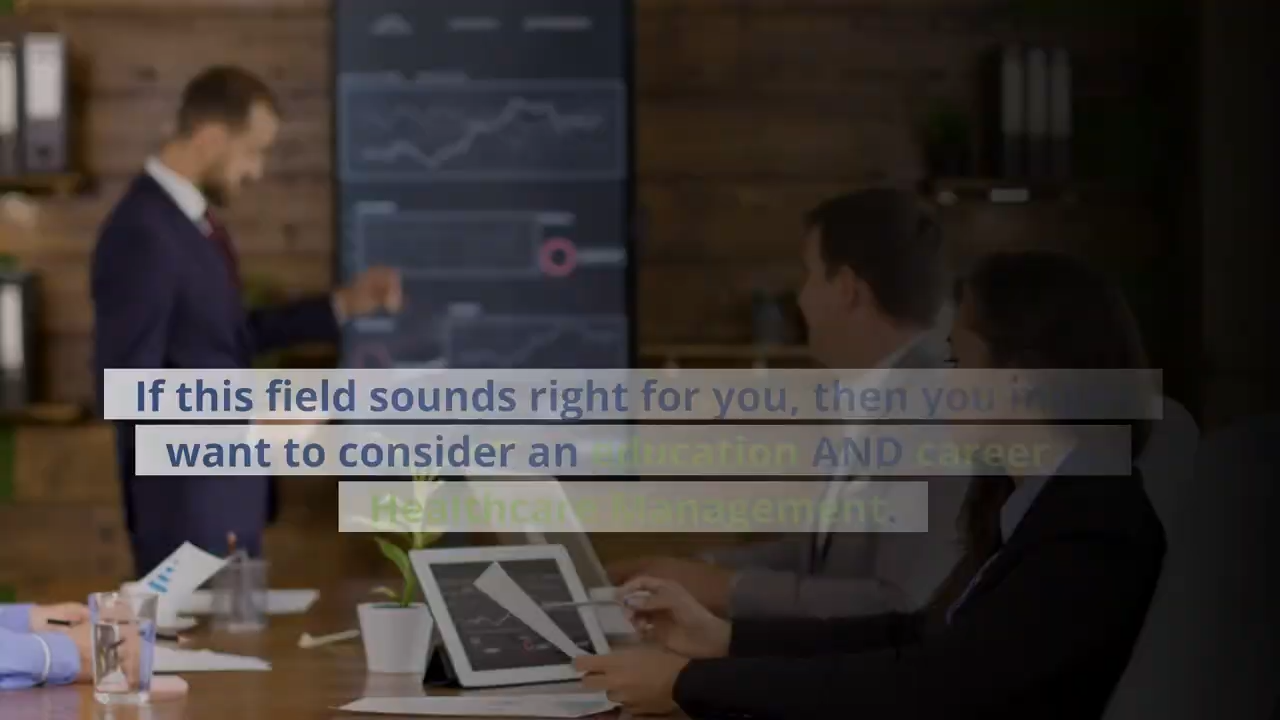 If this field sounds right for you, then you
want to consider an education AND career
Healthcare Management.